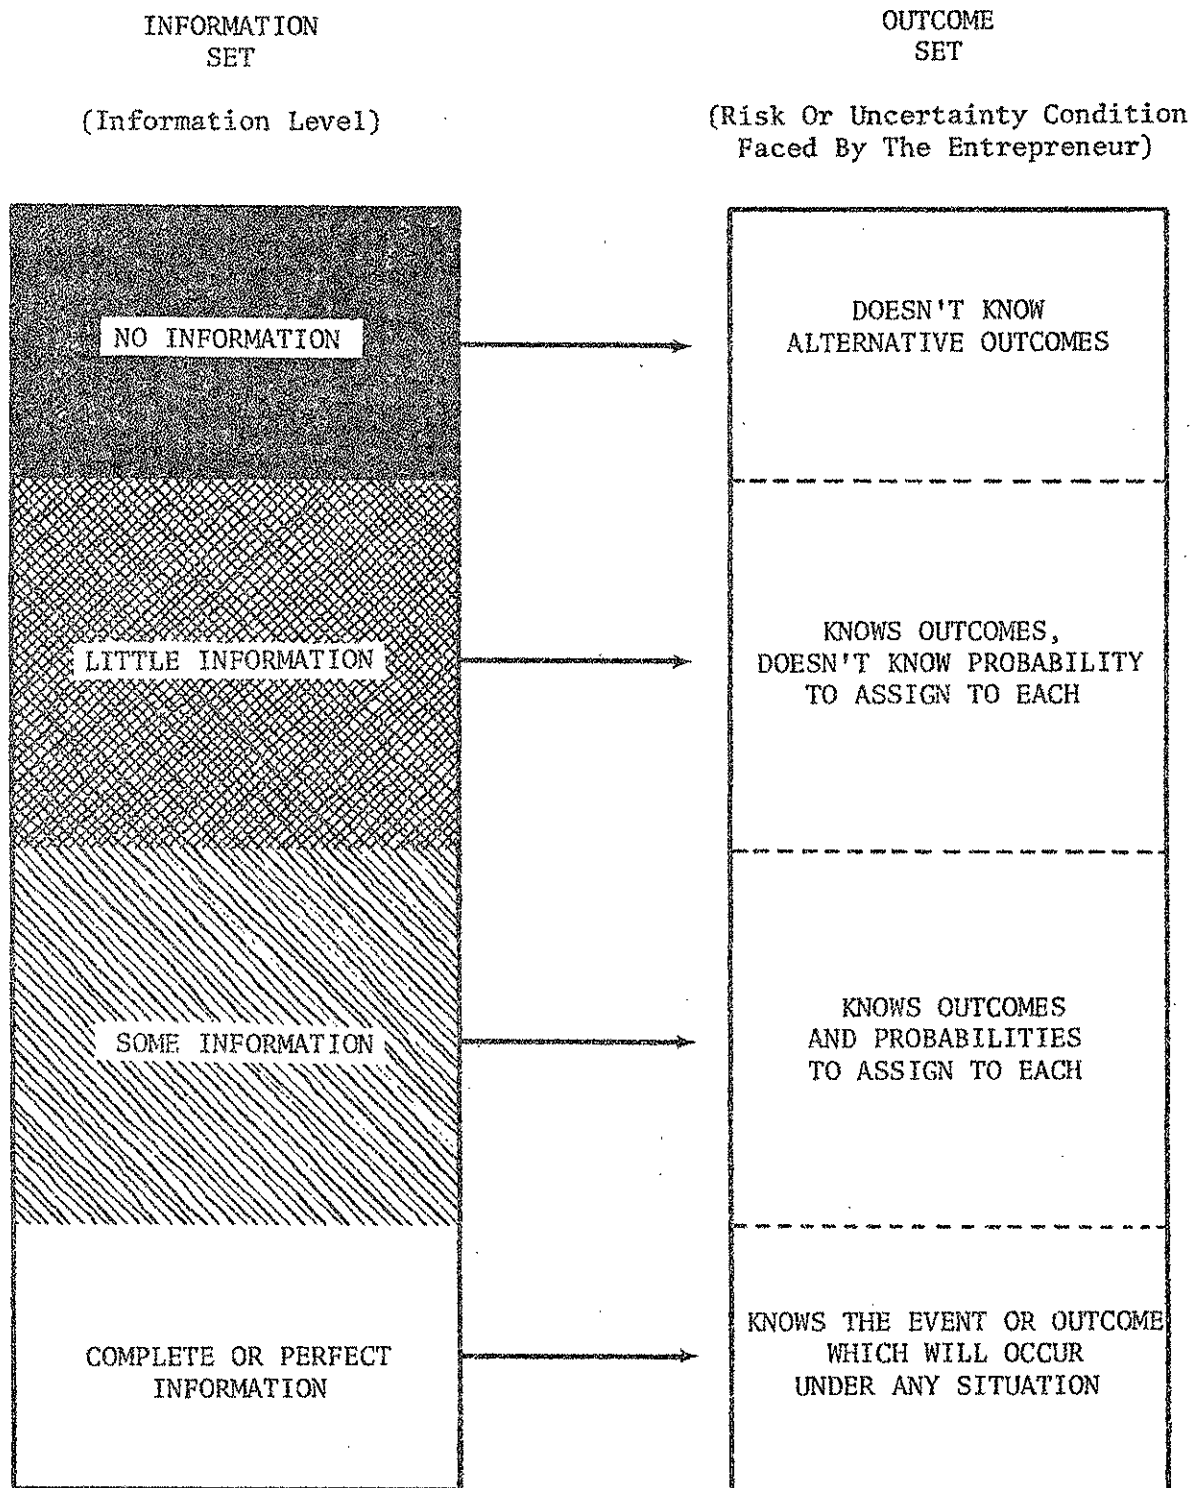 INFORMATION
SET
(Information Level)
OUTCOME
SET
(Risk Or Uncertainty Condition
Faced By The Entrepreneur)
NO INFORMATION
DOESN'T KNOW
ALTERNATIVE OUTCOMES
LITTLE INFORMATION
KNOWS OUTCOMES,
DOESN'T KNOW PROBABILITY
TO ASSIGN TO EACH
SOME INFORMATION
KNOWS OUTCOMES
AND PROBABILITIES
TO ASSIGN TO EACH
COMPLETE OR PERFECT
INFORMATION
KNOWS THE EVENT OR OUTCOME
WHICH WILL OCCUR
UNDER ANY SITUATION